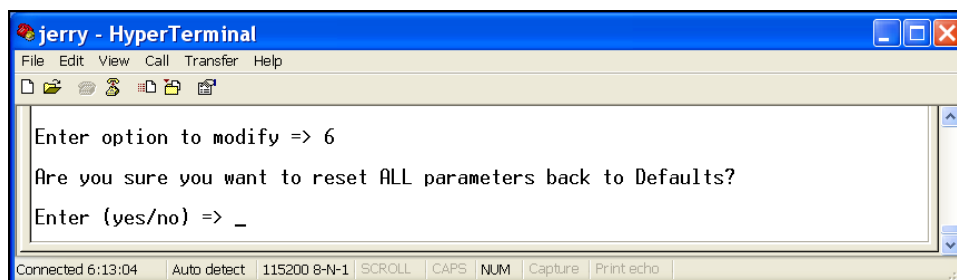 jerry - HyperTerminal
File Edit View Call Transfer Help
Enter option to modify => 6
Are you sure you want to reset ALL parameters back to Defaults?
Enter (yes/no) => _
Connected 6:13:04 Auto detect 115200 8-N-1 SCROLL CAPS NUM Capture Print echo